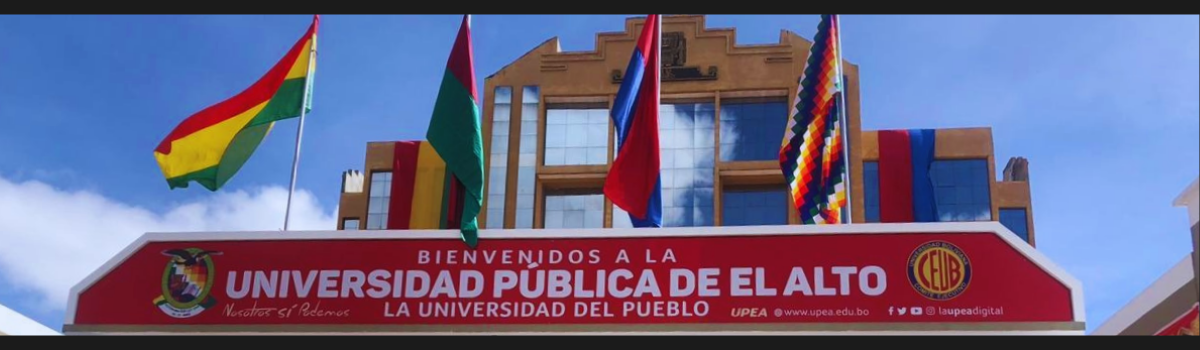 BIENVENIDOS A LA
UNIVERSIDAD PÚBLICA DE EL ALTO
Nosotros sí Podemos
LA UNIVERSIDAD DEL PUEBLO
UPEA
www.upea.edu.bo
laupeadigital
CEUB